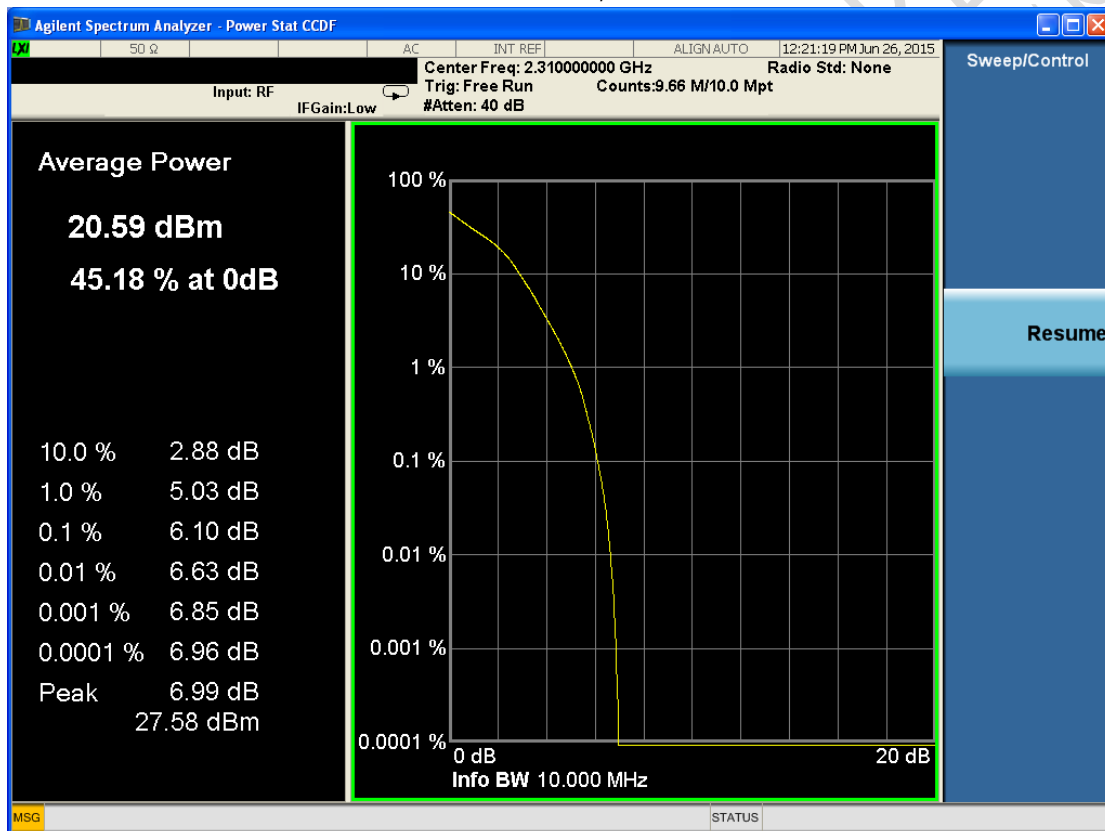 Agilent Spectrum Analyzer - Power Stat CCDF
LXI 50 Ω AC INT REF ALIGN AUTO 12:21:19 PM Jun 26, 2015
Sweep/Control
Center Freq: 2.310000000 GHz Radio Std: None
Input: RF Trig: Free Run Counts:9.66 M/10.0 Mpt
IFGain:Low #Atten: 40 dB
Average Power
20.59 dBm
45.18 % at 0dB
10.0 % 2.88 dB
1.0 % 5.03 dB
0.1 % 6.10 dB
0.01 % 6.63 dB
0.001 % 6.85 dB
0.0001 % 6.96 dB
Peak 6.99 dB
27.58 dBm
100 %
10 %
1 %
0.1 %
0.01 %
0.001 %
0.0001 %
0 dB 20 dB
Info BW 10.000 MHz
Resume
MSG STATUS